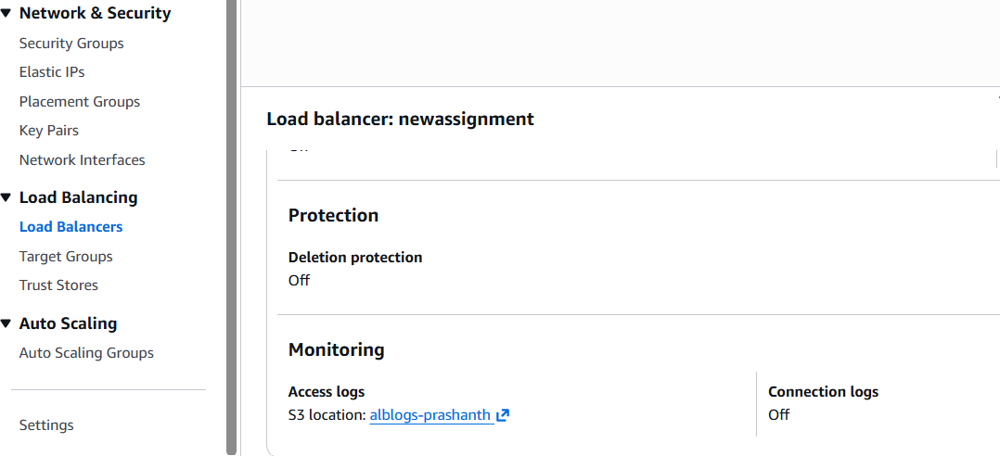 Network & Security
Security Groups
Elastic IPs
Placement Groups
Key Pairs
Network Interfaces
Load Balancing
Load Balancers
Target Groups
Trust Stores
Auto Scaling
Auto Scaling Groups
Settings
Load balancer: newassignment
Protection
Deletion protection
Off
Monitoring
Access logs
S3 location: alblogs-prashanth
Connection logs
Off